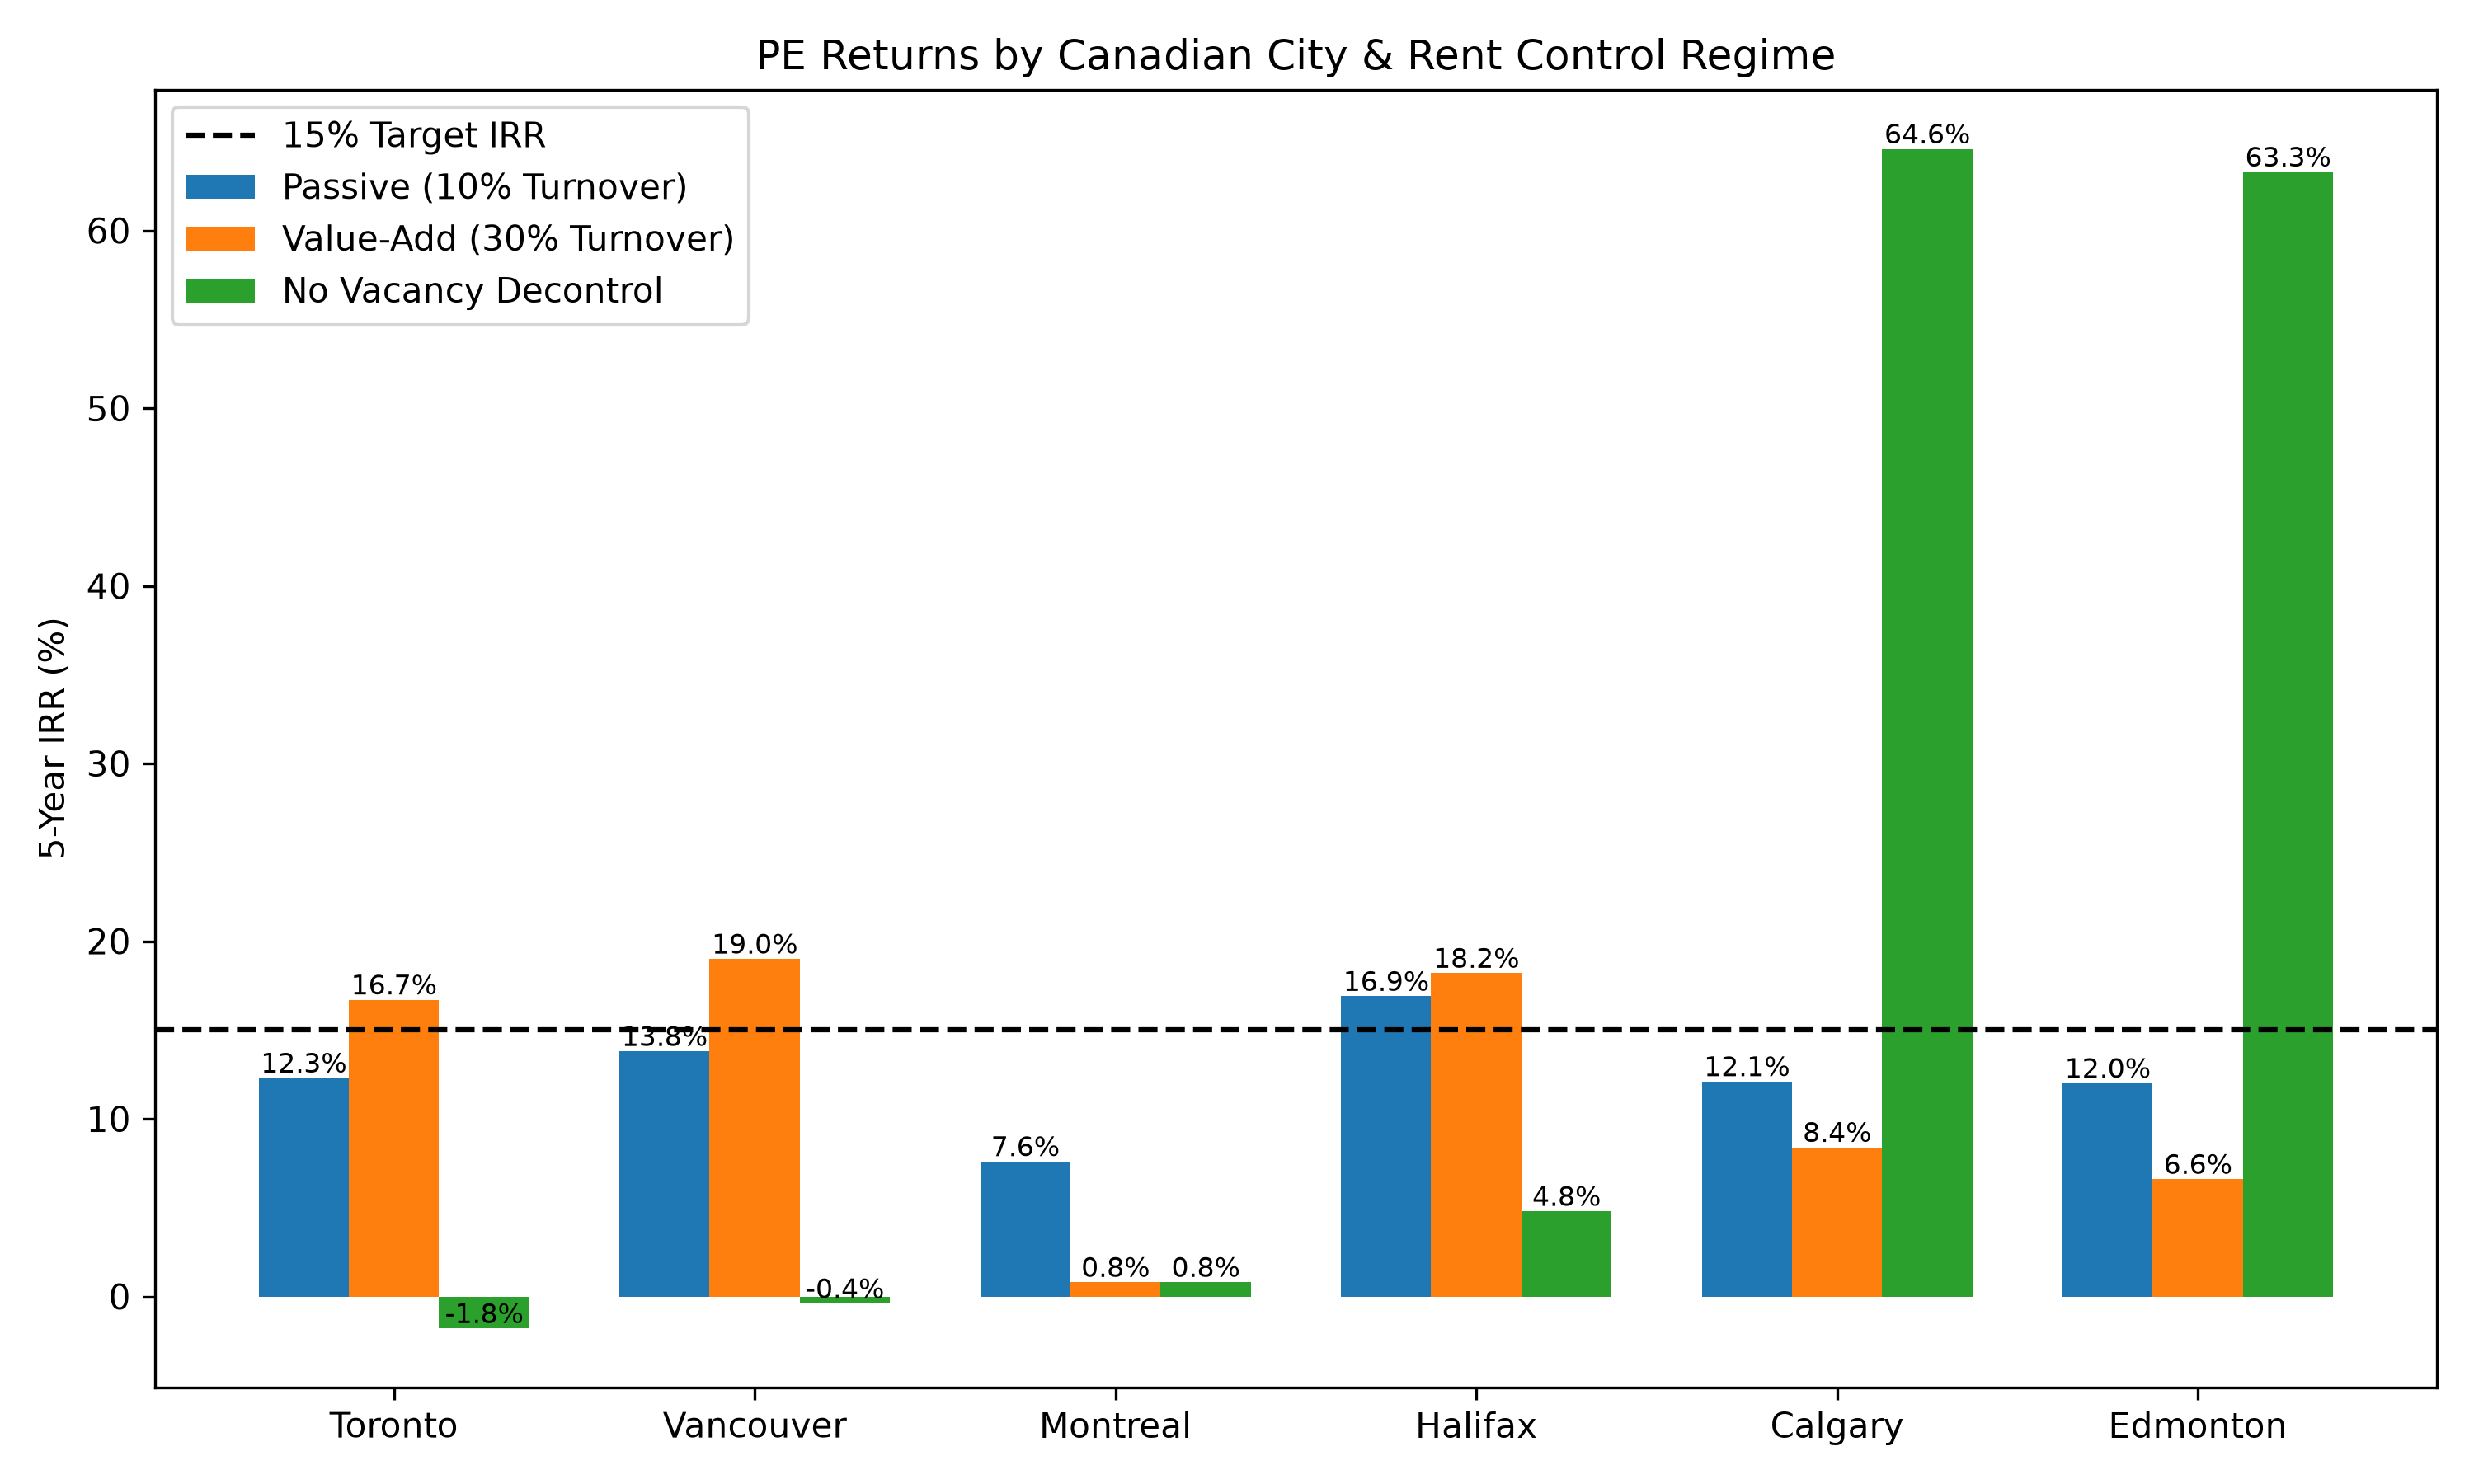 PE Returns by Canadian City & Rent Control Regime
15% Target IRR
Passive (10% Turnover)
Value-Add (30% Turnover)
No Vacancy Decontrol
5-Year IRR (%)
60
50
40
30
20
10
0
12.3%
16.7%
-1.8%
13.8%
19.0%
-0.4%
7.6%
0.8%
0.8%
16.9%
18.2%
4.8%
12.1%
8.4%
64.6%
12.0%
6.6%
63.3%
Toronto
Vancouver
Montreal
Halifax
Calgary
Edmonton